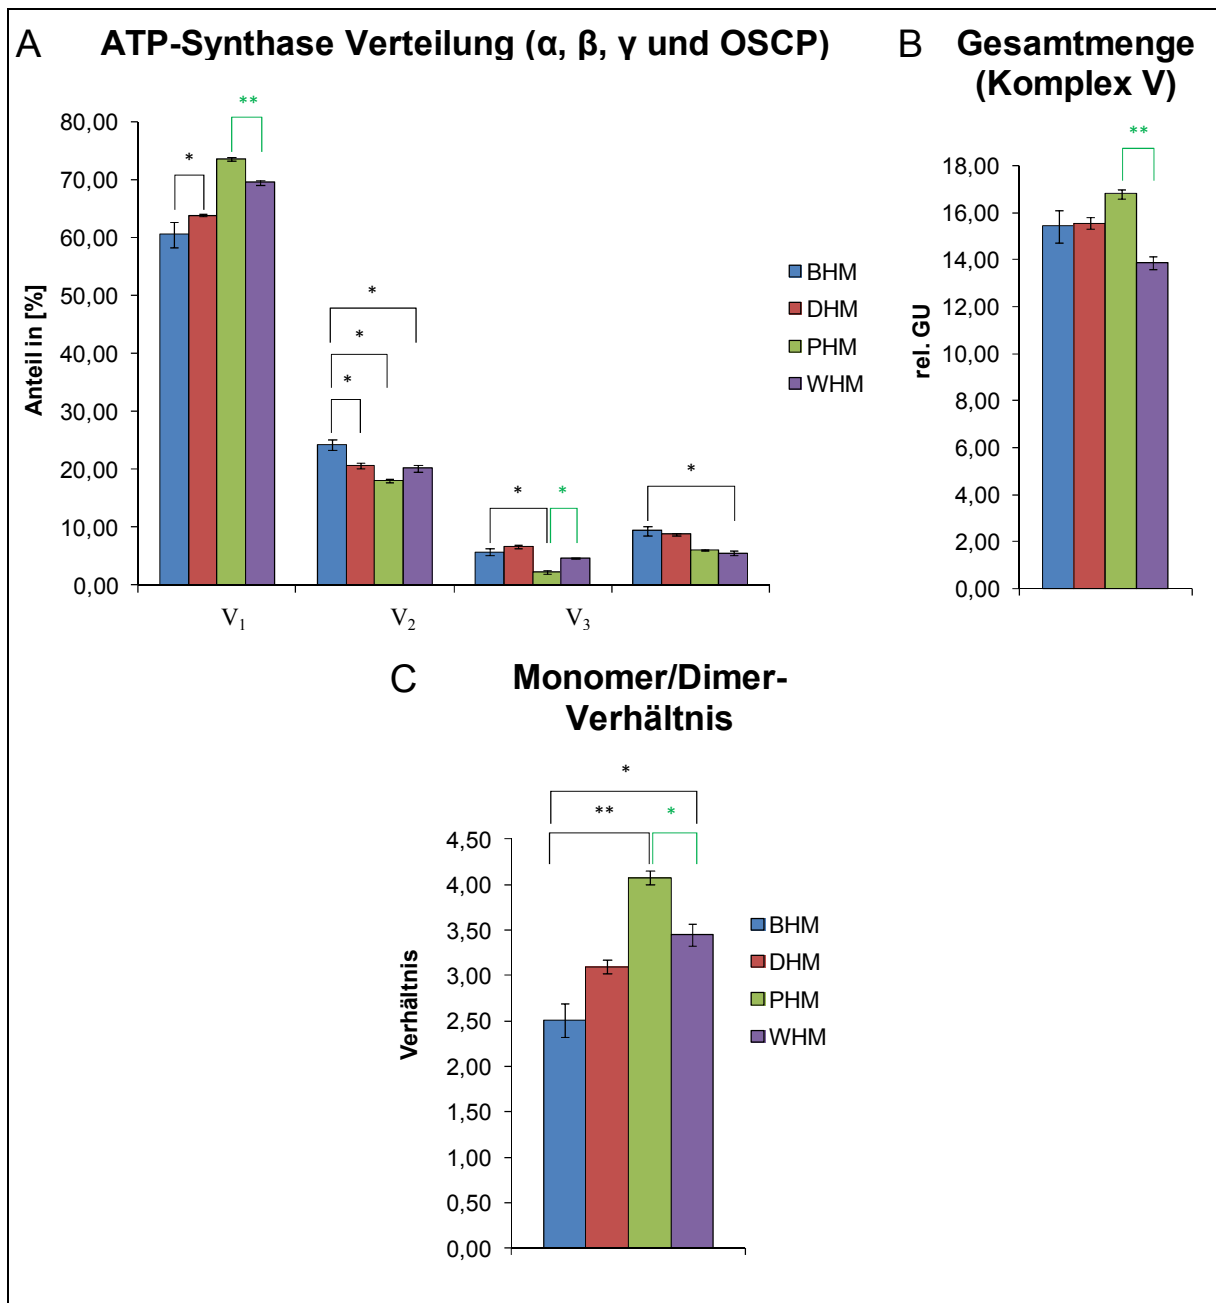 A ATP-Synthase Verteilung (α, β, γ und OSCP)
**
80,00
70,00
60,00
50,00
40,00
30,00
20,00
10,00
0,00
Anteil in [%]
*
*
*
*
*
*
*
V₁
V₂
V₃
BHM
DHM
PHM
WHM
B Gesamtmenge
(Komplex V)
**
18,00
16,00
14,00
12,00
10,00
8,00
6,00
4,00
2,00
0,00
rel. GU
C Monomer/Dimer-
Verhältnis
*
** *
4,50
4,00
3,50
3,00
2,50
2,00
1,50
1,00
0,50
0,00
Verhältnis
BHM
DHM
PHM
WHM